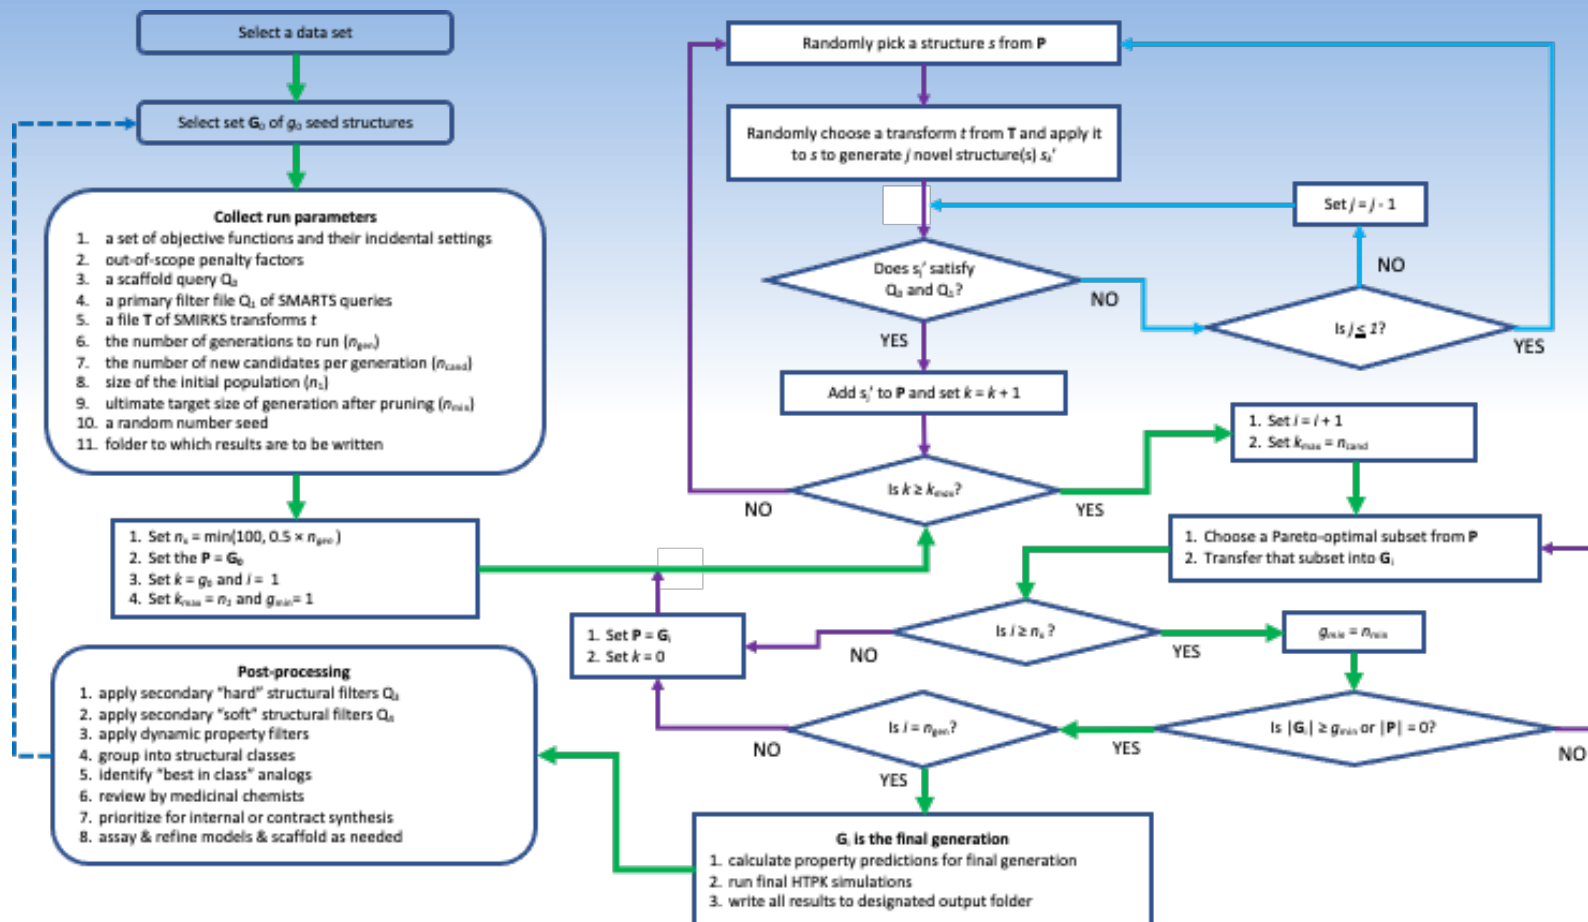 Select a data set
Select set G₀ of g₀ seed structures
Collect run parameters
1. a set of objective functions and their incidental settings
2. out-of-scope penalty factors
3. a scaffold query Q₀
4. a primary filter file Q₁ of SMARTS queries
5. a file T of SMIRKS transforms t
6. the number of generations to run (n_gen)
7. the number of new candidates per generation (n_cand)
8. size of the initial population (n₁)
9. ultimate target size of generation after pruning (n_min)
10. a random number seed
11. folder to which results are to be written
1. Set nₛ = min(100, 0.5 × n_gen )
2. Set the P = G₀
3. Set k = g₀ and i = 1
4. Set k_max = n₁ and g_min= 1
Post-processing
1. apply secondary "hard" structural filters
2. apply secondary "soft" structural filters
3. apply dynamic property filters
4. group into structural classes
5. identify "best in class" analogs
6. review by medicinal chemists
7. prioritize for internal or contract synthesis
8. assay & refine models & scaffold as needed
Randomly pick a structure s from P
Randomly choose a transform t from T and apply it
to s to generate j novel structure(s) sₖ'
Set j = j - 1
Does sⱼ' satisfy
Q₀ and Q₁?
NO
NO
Is j ≤ 1?
YES
YES
Add sⱼ' to P and set k = k + 1
1. Set i = i + 1
2. Set k_max = n_cand
Is k ≥ k_max?
NO
YES
1. Choose a Pareto-optimal subset from P
2. Transfer that subset into Gᵢ
1. Set P = Gᵢ
2. Set k = 0
Is i ≥ nₛ ?
NO
YES
g_min = n_min
Is i = n_gen?
NO
YES
Is |Gᵢ| ≥ g_min or |P| = 0?
YES
NO
Gᵢ is the final generation
1. calculate property predictions for final generation
2. run final HTPK simulations
3. write all results to designated output folder